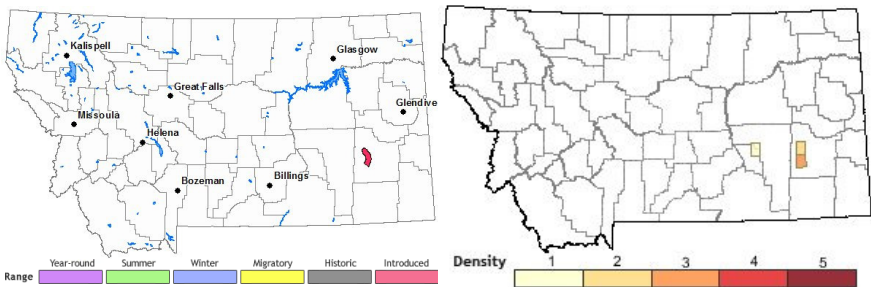 Kalispell
Glasgow
Great Falls
Glendive
Missoula
Helena
Bozeman
Billings
Range
Year-round
Summer
Winter
Migratory
Historic
Introduced
Density
1
2
3
4
5